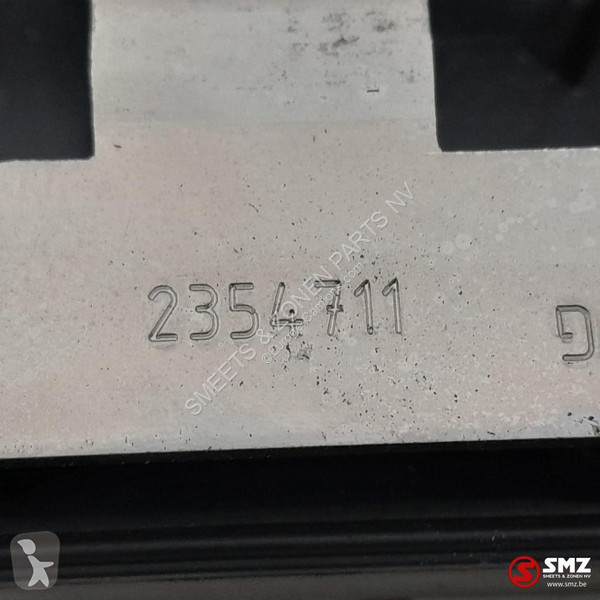 2354711
SMEETS & ZONEN PARTS NV
SMZ
SMEETS & ZONEN NV
www.smz.be